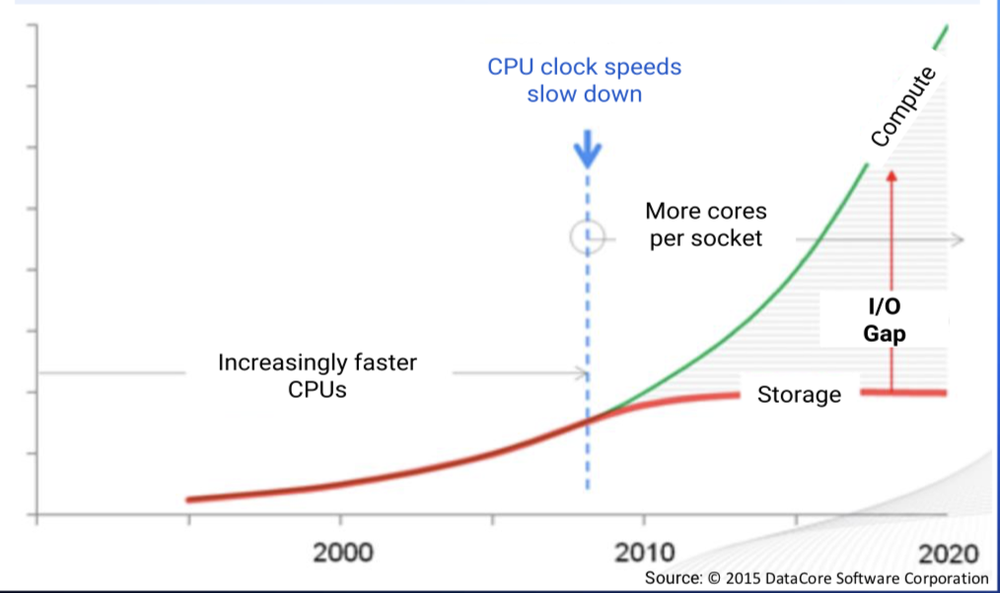 CPU clock speeds
slow down
Compute
More cores
per socket
I/O
Gap
Increasingly faster
CPUs
Storage
2000
2010
2020
Source: © 2015 DataCore Software Corporation